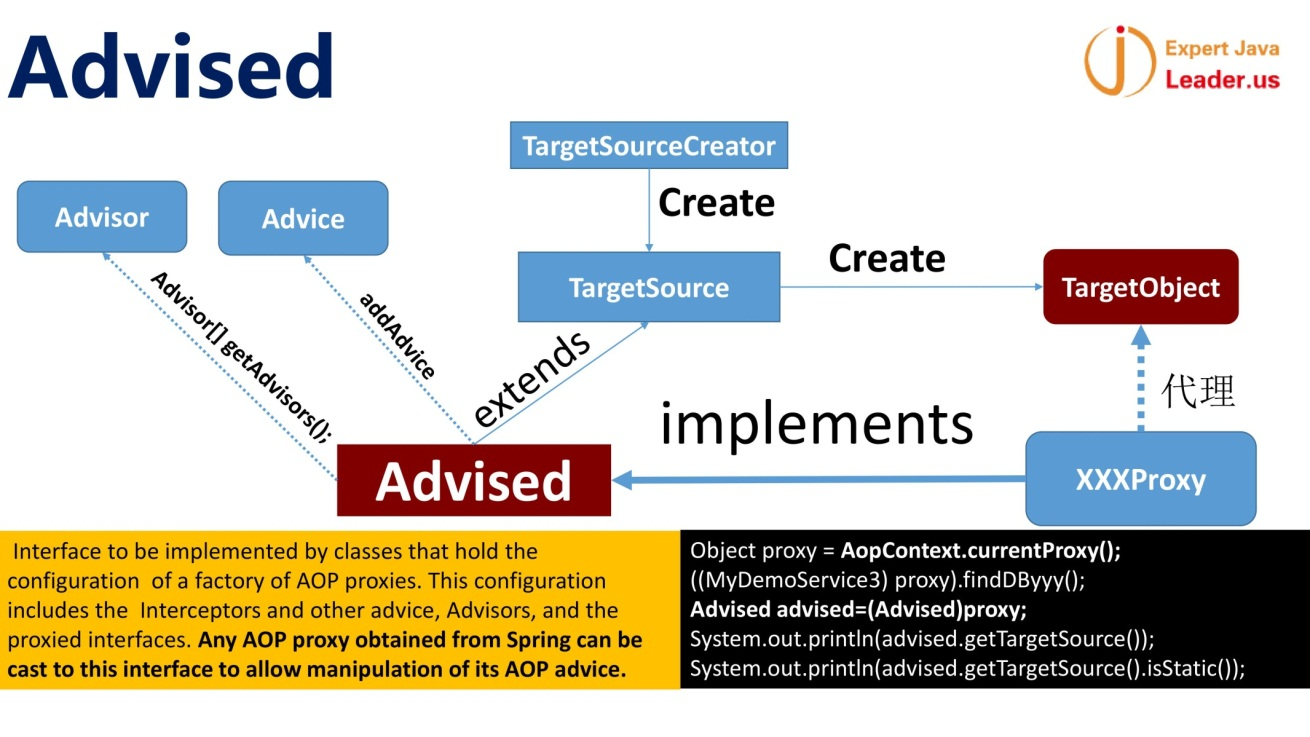 Advised
Expert Java
Leader.us
TargetSourceCreator
Advisor
Advice
Create
Create
TargetSource
TargetObject
Advisor[] getAdvisors();
addAdvice
extends
implements
代理
Advised
XXXProxy
Interface to be implemented by classes that hold the
configuration of a factory of AOP proxies. This configuration
includes the Interceptors and other advice, Advisors, and the
proxied interfaces. Any AOP proxy obtained from Spring can be
cast to this interface to allow manipulation of its AOP advice.
Object proxy = AopContext.currentProxy();
((MyDemoService3) proxy).findDByyy();
Advised advised=(Advised)proxy;
System.out.println(advised.getTargetSource());
System.out.println(advised.getTargetSource().isStatic());